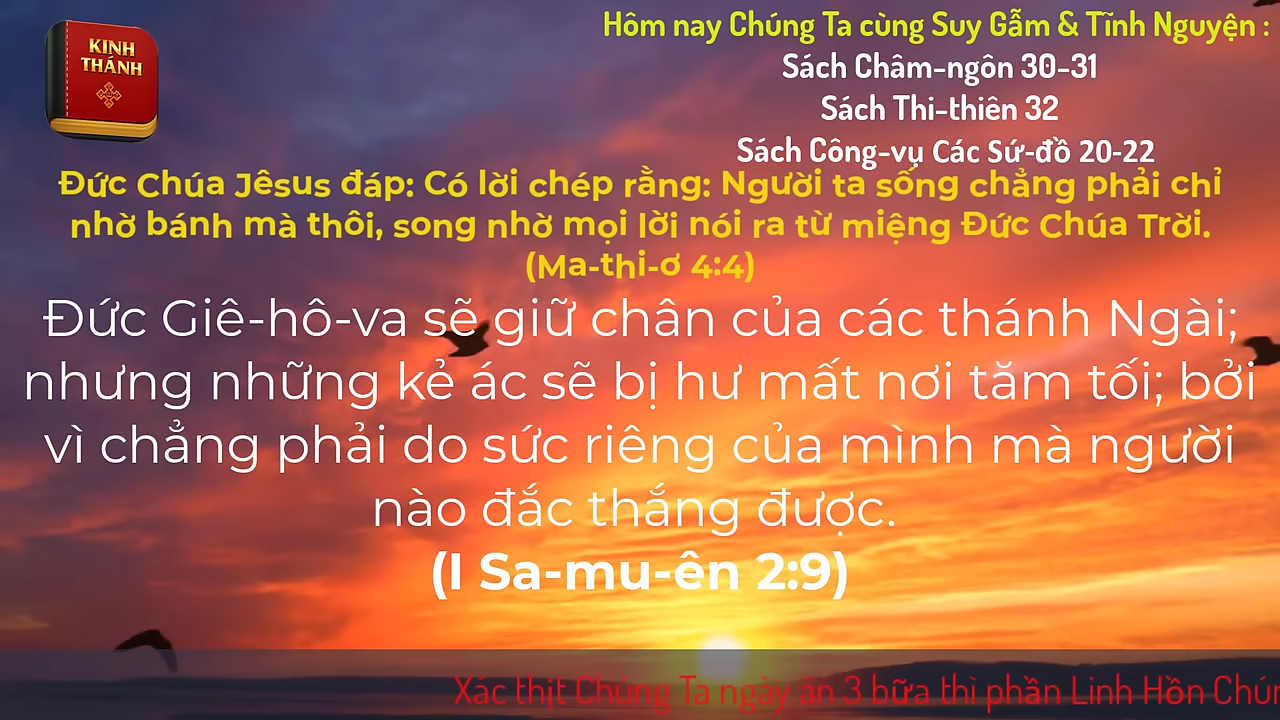 KINH
THÁNH
Hôm nay Chúng Ta cùng Suy Gẫm & Tĩnh Nguyện :
Sách Châm-ngôn 30-31
Sách Thi-thiên 32
Sách Công-vụ Các Sứ-đồ 20-22
Đức Chúa Jêsus đáp: Có lời chép rằng: Người ta sống chẳng phải chỉ
nhờ bánh mà thôi, song nhờ mọi lời nói ra từ miệng Đức Chúa Trời.
(Ma-thi-ơ 4:4)
Đức Giê-hô-va sẽ giữ chân của các thánh Ngài;
nhưng những kẻ ác sẽ bị hư mất nơi tăm tối; bởi
vì chẳng phải do sức riêng của mình mà người
nào đắc thắng được.
(I Sa-mu-ên 2:9)
Xác thịt Chúng Ta ngày ăn 3 bữa thì phần Linh Hồn